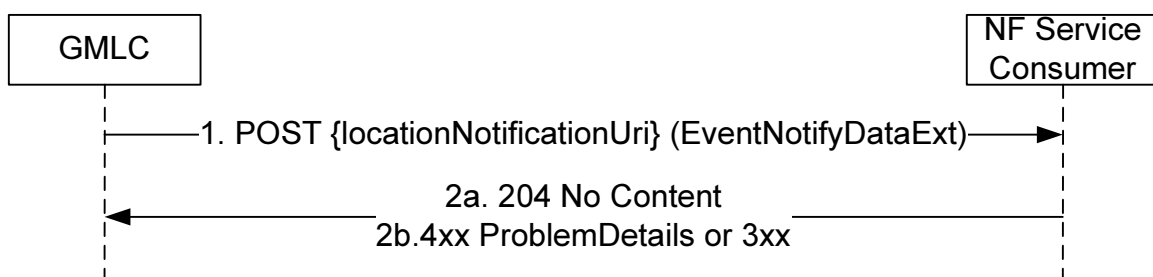 GMLC
NF Service
Consumer
1. POST {locationNotificationUri} (EventNotifyDataExt)
2a. 204 No Content
2b.4xx ProblemDetails or 3xx